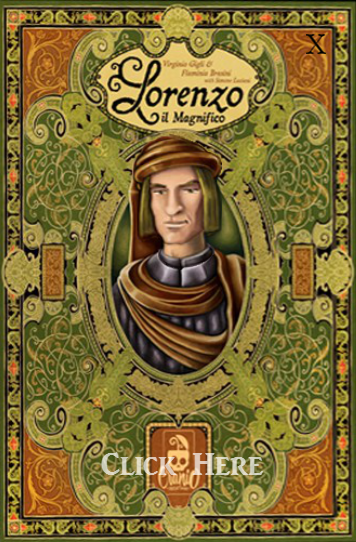 X
Virginio Gigli &
Flaminia Brasini
with Simone Luciani
Lorenzo
il Magnifico
Click Here